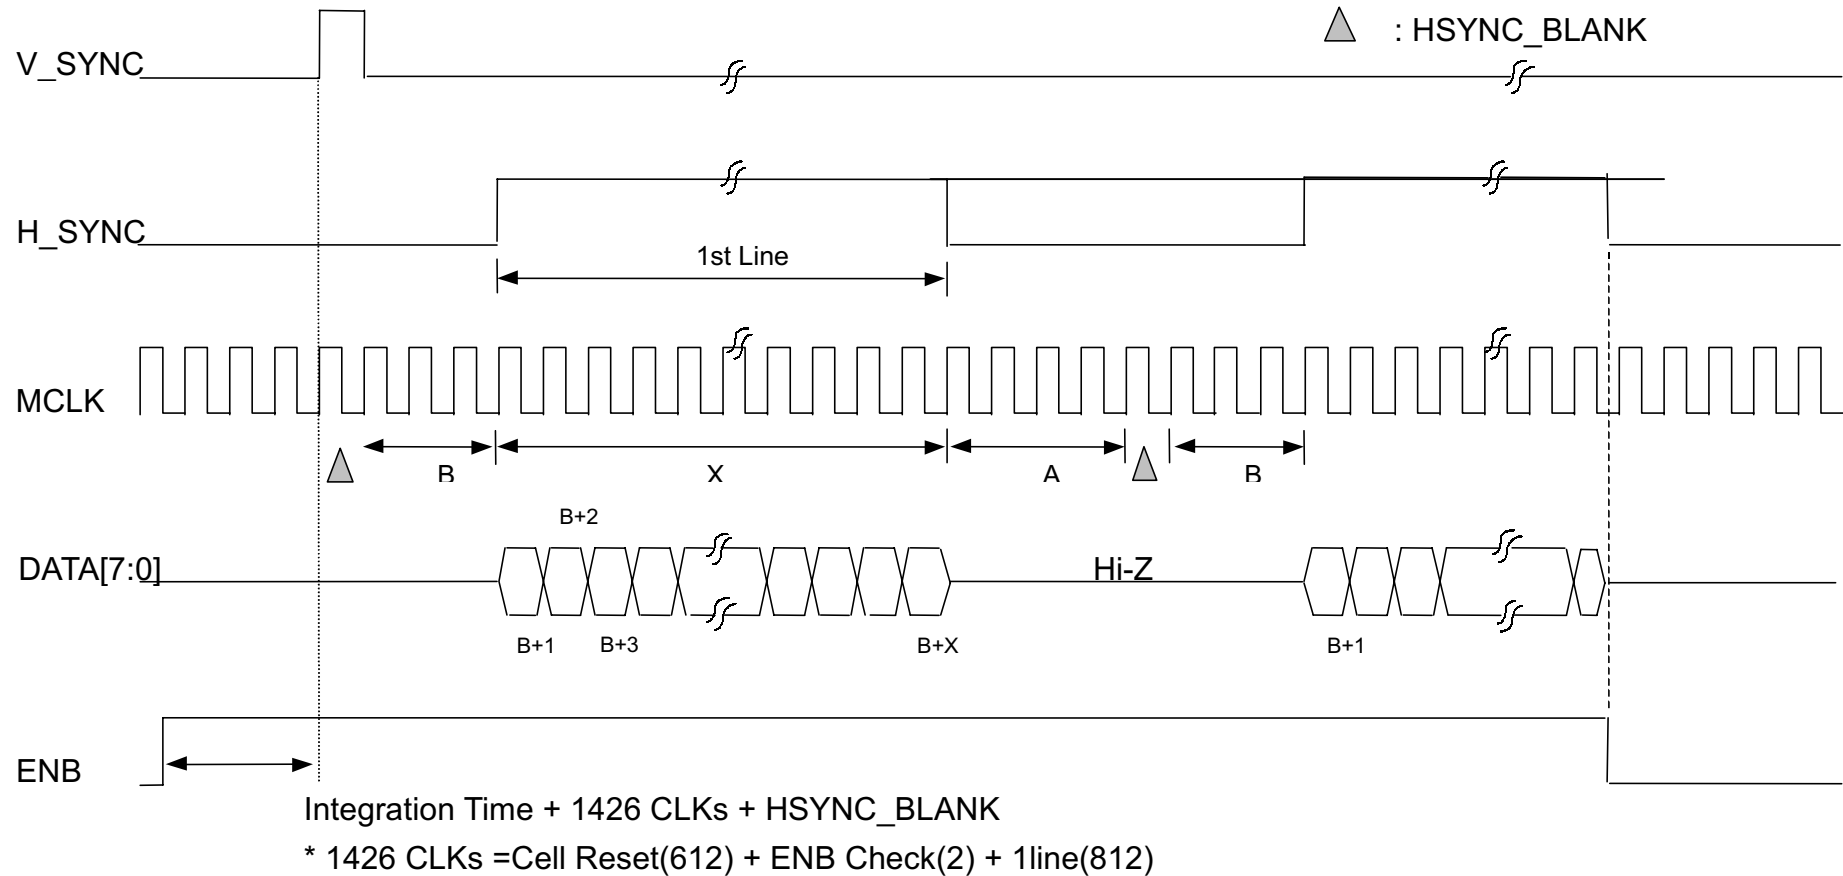 : HSYNC_BLANK
V_SYNC
H_SYNC
1st Line
MCLK
B X A B
B+2
DATA[7:0]
Hi-Z
B+1 B+3 B+X B+1
ENB
Integration Time + 1426 CLKs + HSYNC_BLANK
* 1426 CLKs =Cell Reset(612) + ENB Check(2) + 1line(812)